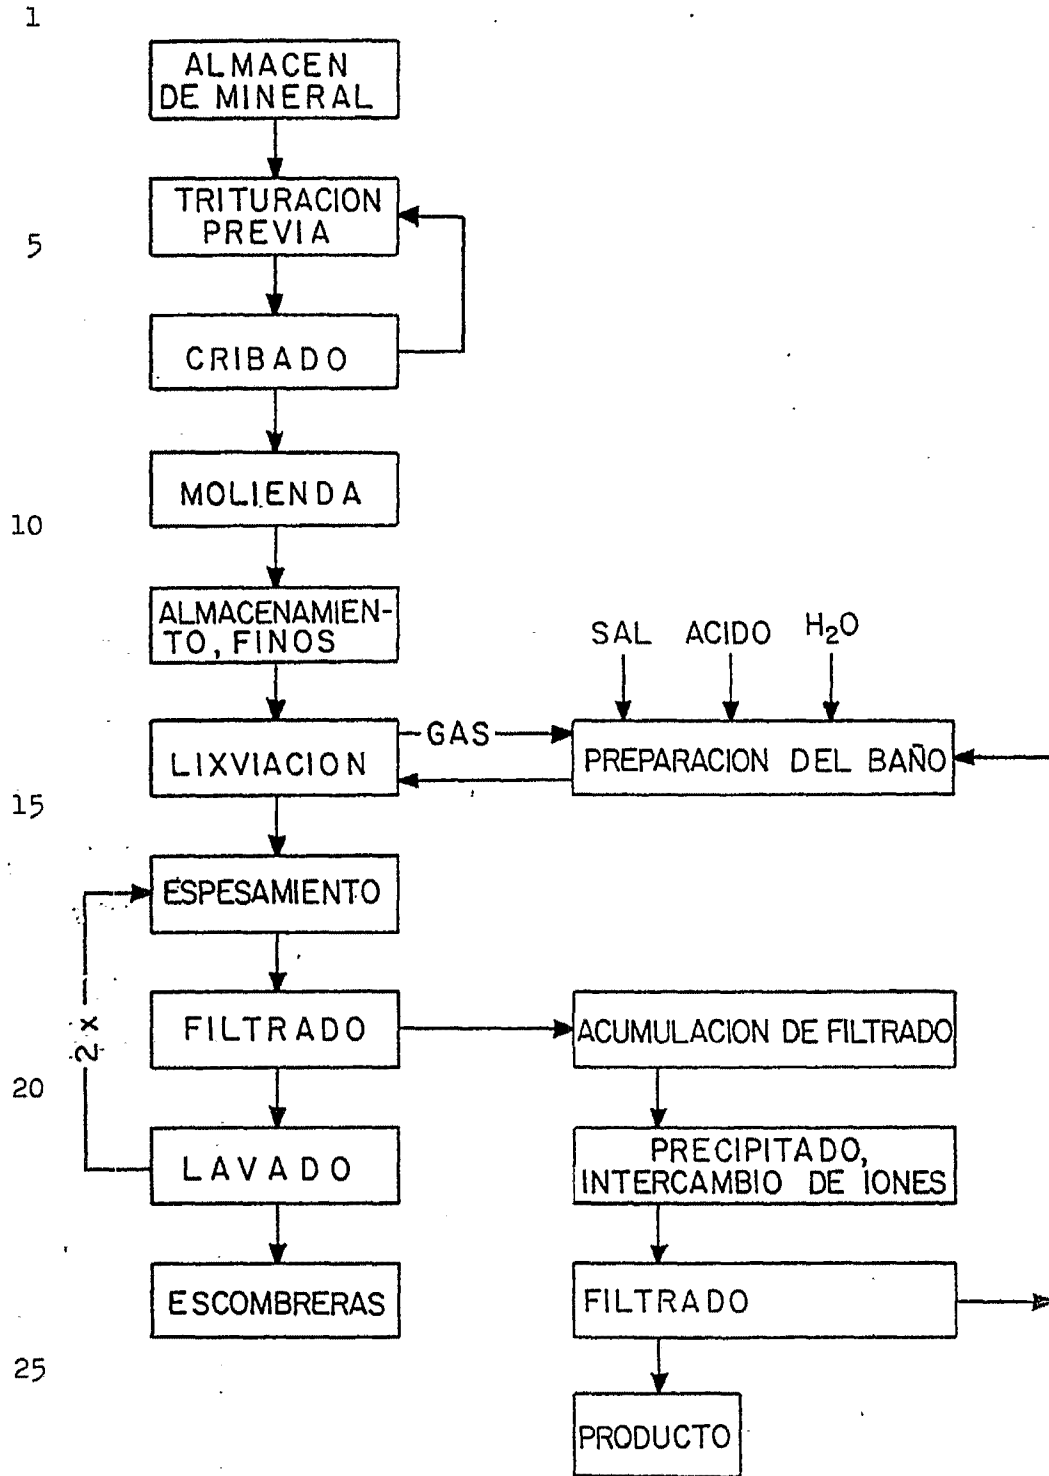 1
ALMACEN
DE MINERAL
TRITURACION
PREVIA
5
CRIBADO
MOLIENDA
10
ALMACENAMIEN-
TO, FINOS
SAL ACIDO H₂O
GAS
LIXVIACION
PREPARACION DEL BAÑO
15
ESPESAMIENTO
2 x
FILTRADO
ACUMULACION DE FILTRADO
20
LAVADO
PRECIPITADO,
INTERCAMBIO DE IONES
ESCOMBRERAS
FILTRADO
25
PRODUCTO